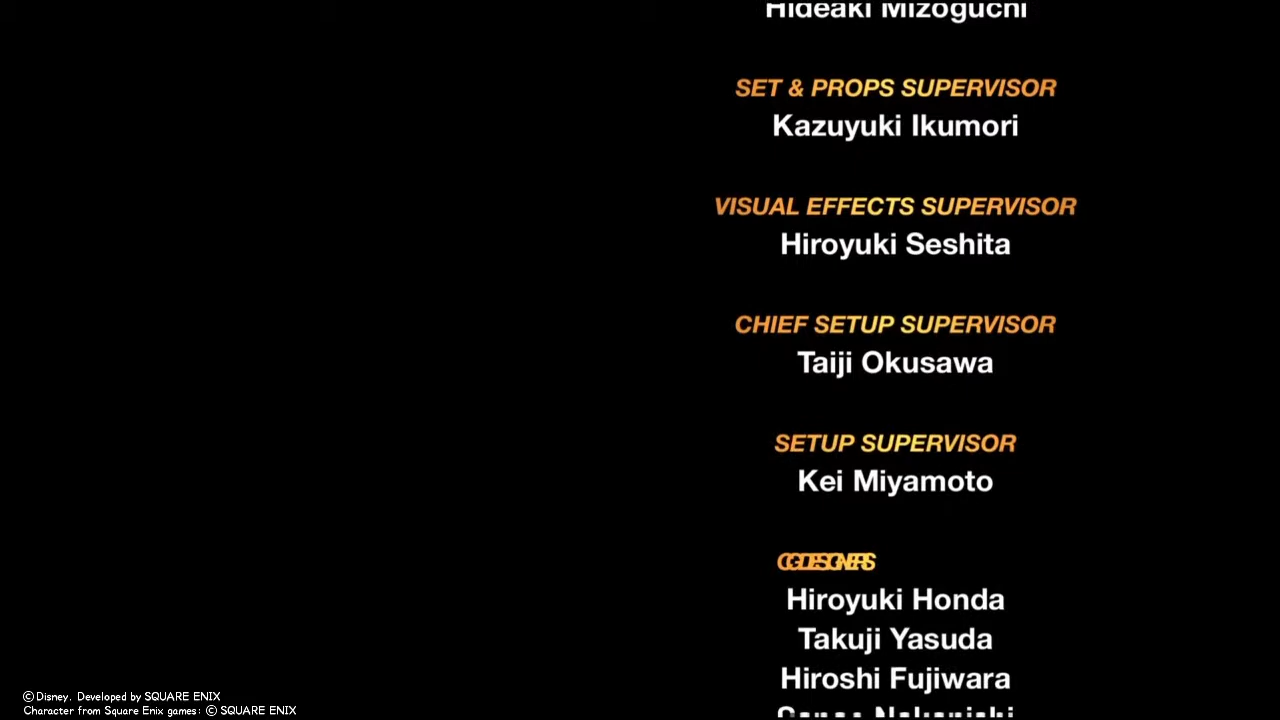 Hideaki Mizoguchi
SET & PROPS SUPERVISOR
Kazuyuki Ikumori
VISUAL EFFECTS SUPERVISOR
Hiroyuki Seshita
CHIEF SETUP SUPERVISOR
Taiji Okusawa
SETUP SUPERVISOR
Kei Miyamoto
CG DESIGNERS
Hiroyuki Honda
Takuji Yasuda
Hiroshi Fujiwara
©Disney. Developed by SQUARE ENIX
Character from Square Enix games: © SQUARE ENIX